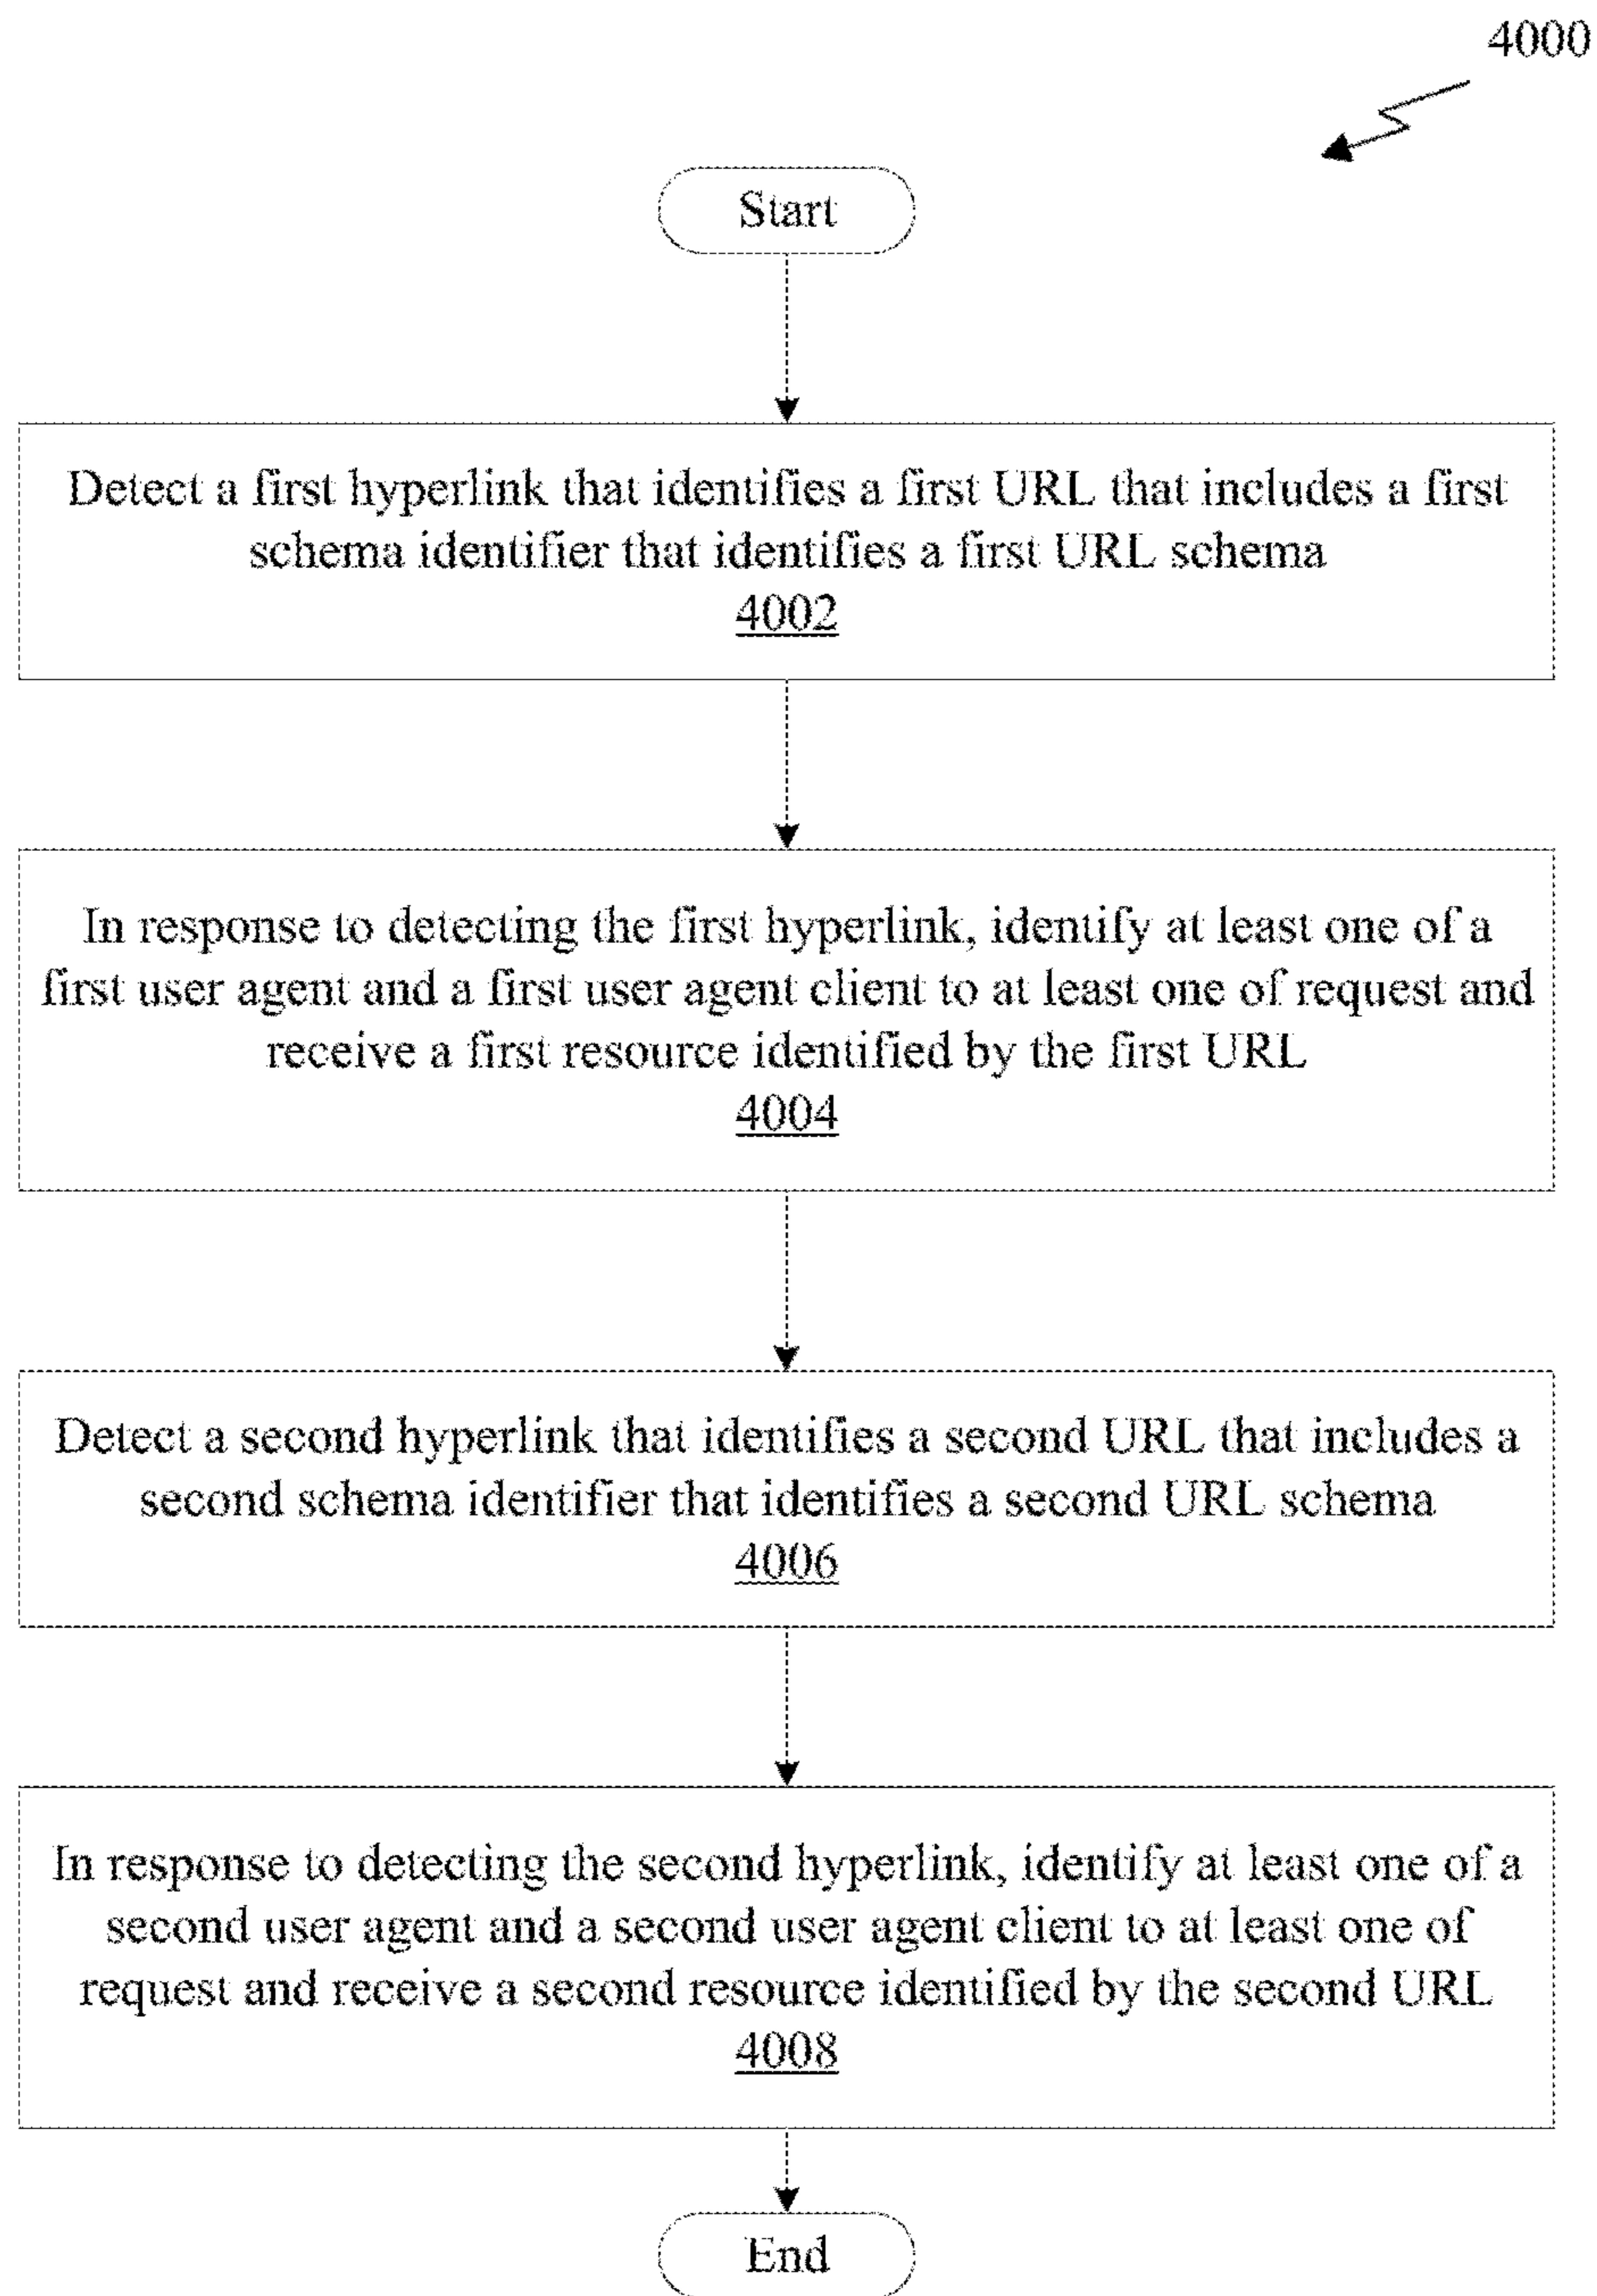 4000
Start
Detect a first hyperlink that identifies a first URL that includes a first
schema identifier that identifies a first URL schema
4002
In response to detecting the first hyperlink, identify at least one of a
first user agent and a first user agent client to at least one of request and
receive a first resource identified by the first URL
4004
Detect a second hyperlink that identifies a second URL that includes a
second schema identifier that identifies a second URL schema
4006
In response to detecting the second hyperlink, identify at least one of a
second user agent and a second user agent client to at least one of
request and receive a second resource identified by the second URL
4008
End